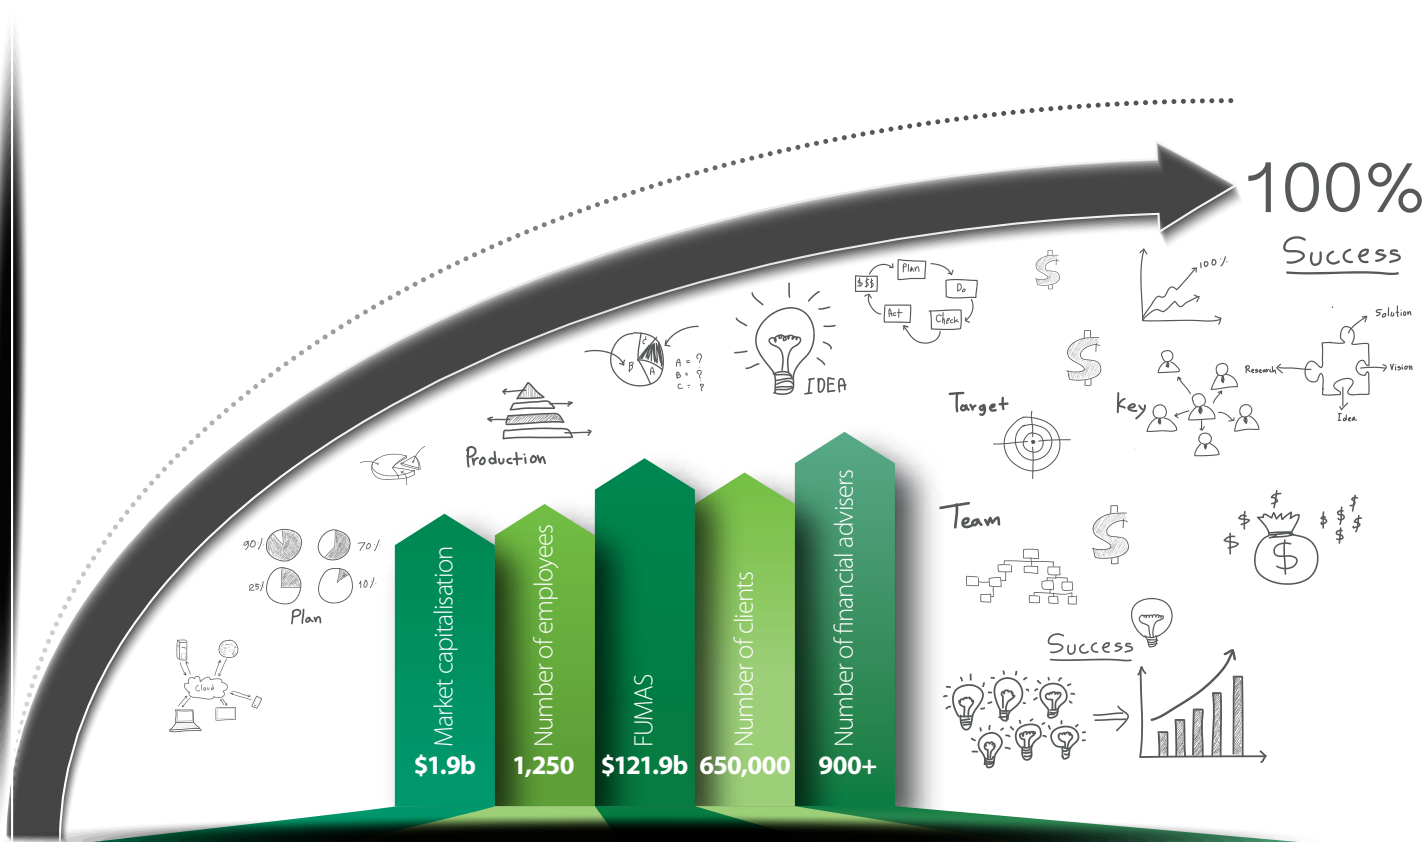 100%
Success
Plan
Do
Check
Act
$$$
$
100%
Solution
Research
Vision
Idea
C
B
A
A = ?
B = ?
C = ?
IDEA
$
Target
Key
Production
Team
$
$
$
$
$
$
$
$
$
$
$
90%
70%
25%
10%
Plan
Cloud
Success
Market capitalisation
$1.9b
Number of employees
1,250
FUMAS
$121.9b
Number of clients
650,000
Number of financial advisers
900+